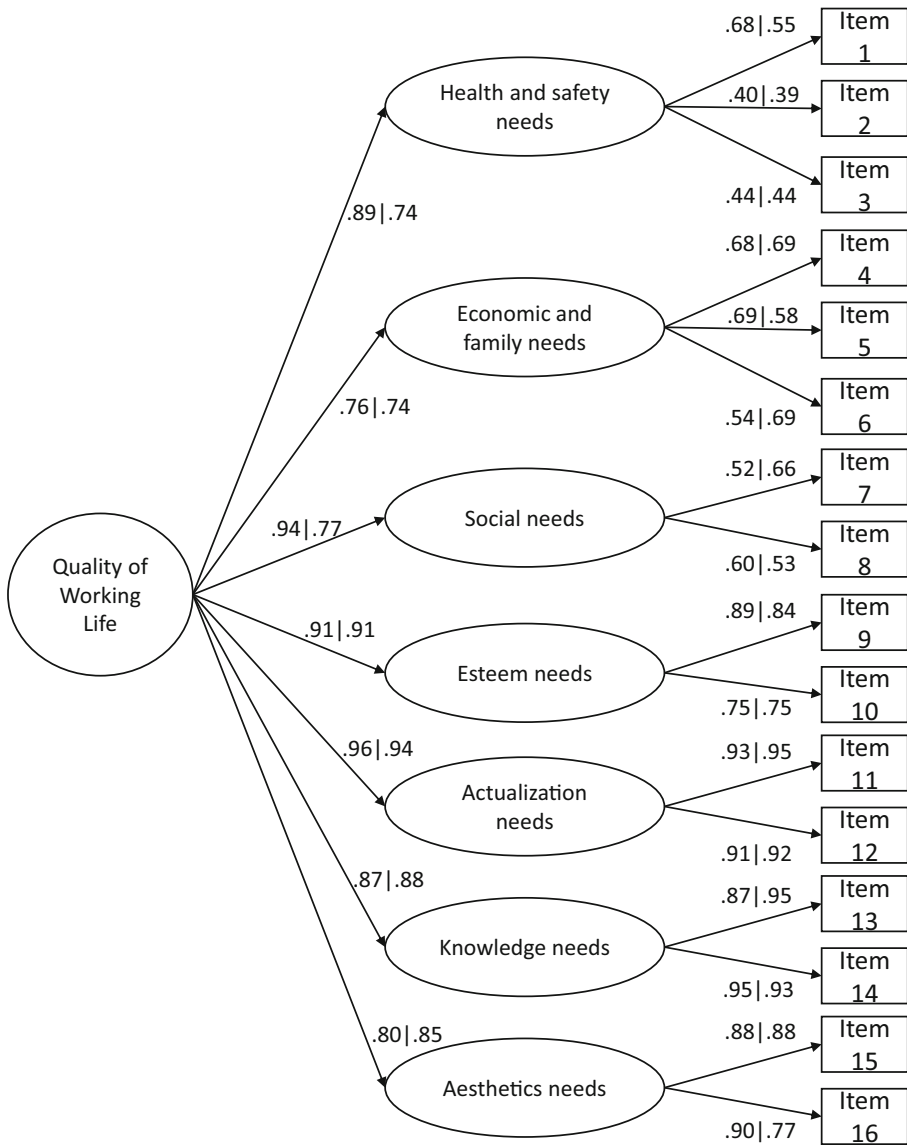 .68|.55
Item
1
Health and safety
needs
.40|.39
Item
2
.44|.44
Item
3
.89|.74
.68|.69
Item
4
Economic and
family needs
.69|.58
Item
5
.54|.69
Item
6
.76|.74
.52|.66
Item
7
Social needs
.60|.53
Item
8
.94|.77
Quality of
Working
Life
.91|.91
.89|.84
Item
9
Esteem needs
.75|.75
Item
10
.96|.94
.93|.95
Item
11
Actualization
needs
.91|.92
Item
12
.87|.88
.87|.95
Item
13
Knowledge needs
.95|.93
Item
14
.80|.85
.88|.88
Item
15
Aesthetics needs
.90|.77
Item
16